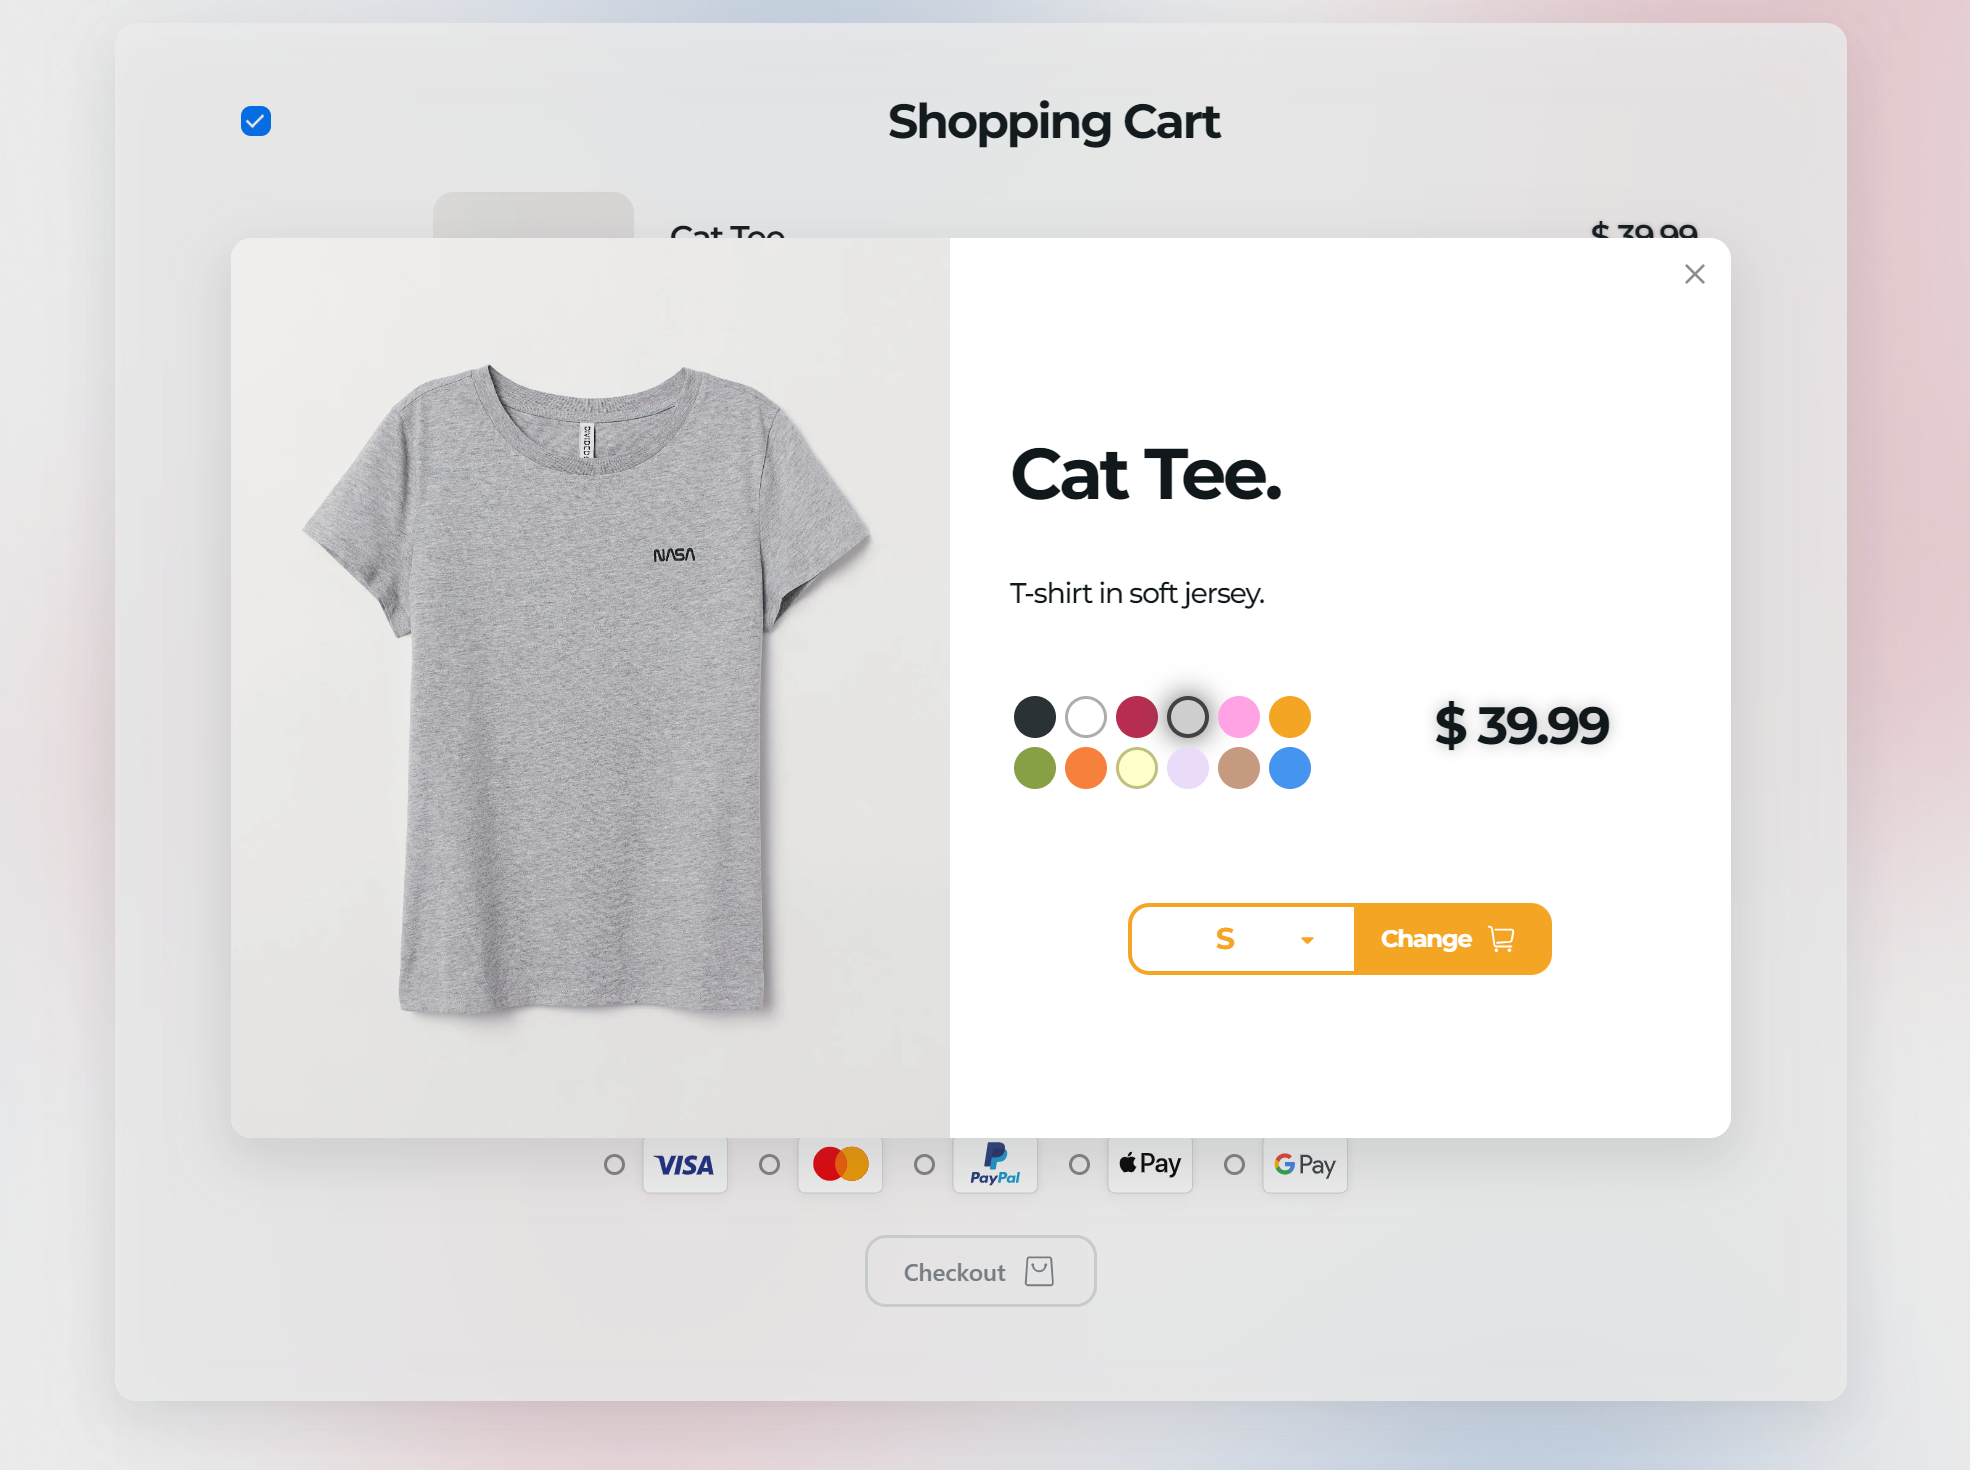 Shopping Cart
Cat Tee
$ 39.99
DIVIDED
NASA
Cat Tee.
T-shirt in soft jersey.
$ 39.99
S
Change
VISA
PayPal
Pay
G Pay
Checkout